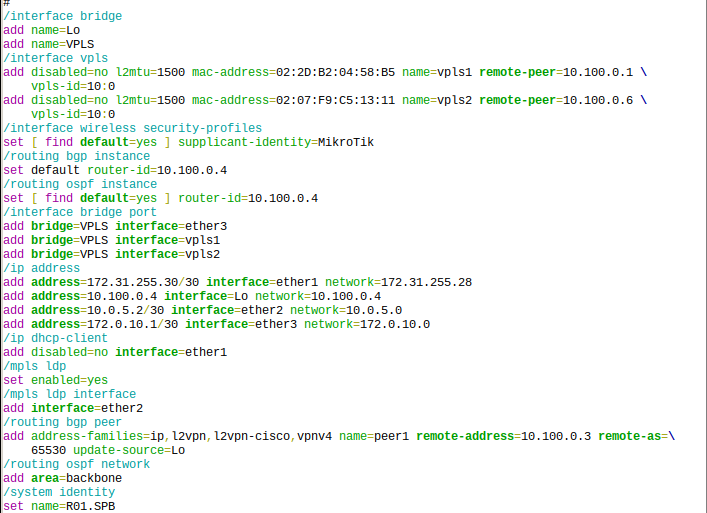 #
/interface bridge
add name=Lo
add name=VPLS
/interface vpls
add disabled=no l2mtu=1500 mac-address=02:2D:B2:04:58:B5 name=vpls1 remote-peer=10.100.0.1 \
    vpls-id=10:0
add disabled=no l2mtu=1500 mac-address=02:07:F9:C5:13:11 name=vpls2 remote-peer=10.100.0.6 \
    vpls-id=10:0
/interface wireless security-profiles
set [ find default=yes ] supplicant-identity=MikroTik
/routing bgp instance
set default router-id=10.100.0.4
/routing ospf instance
set [ find default=yes ] router-id=10.100.0.4
/interface bridge port
add bridge=VPLS interface=ether3
add bridge=VPLS interface=vpls1
add bridge=VPLS interface=vpls2
/ip address
add address=172.31.255.30/30 interface=ether1 network=172.31.255.28
add address=10.100.0.4 interface=Lo network=10.100.0.4
add address=10.0.5.2/30 interface=ether2 network=10.0.5.0
add address=172.0.10.1/30 interface=ether3 network=172.0.10.0
/ip dhcp-client
add disabled=no interface=ether1
/mpls ldp
set enabled=yes
/mpls ldp interface
add interface=ether2
/routing bgp peer
add address-families=ip,l2vpn,l2vpn-cisco,vpnv4 name=peer1 remote-address=10.100.0.3 remote-as=\
    65530 update-source=Lo
/routing ospf network
add area=backbone
/system identity
set name=R01.SPB